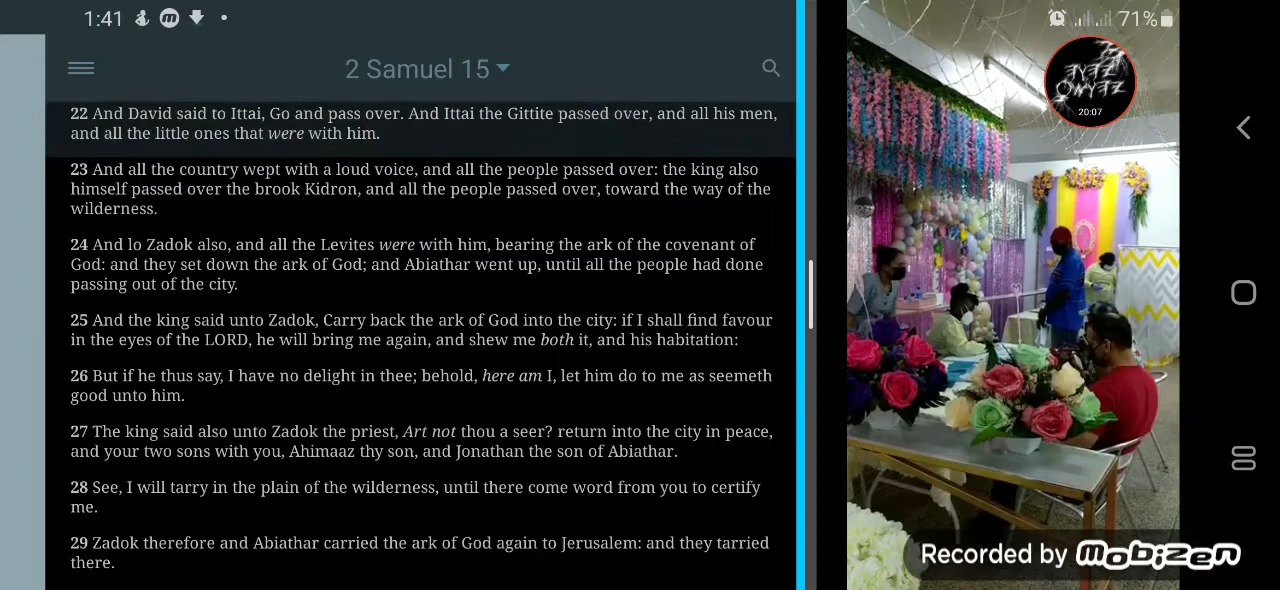 1:41
71%
2 Samuel 15
22 And David said to Ittai, Go and pass over. And Ittai the Gittite passed over, and all his men,
and all the little ones that were with him.
23 And all the country wept with a loud voice, and all the people passed over: the king also
himself passed over the brook Kidron, and all the people passed over, toward the way of the
wilderness.
24 And lo Zadok also, and all the Levites were with him, bearing the ark of the covenant of
God: and they set down the ark of God; and Abiathar went up, until all the people had done
passing out of the city.
25 And the king said unto Zadok, Carry back the ark of God into the city: if I shall find favour
in the eyes of the LORD, he will bring me again, and shew me both it, and his habitation:
26 But if he thus say, I have no delight in thee; behold, here am I, let him do to me as seemeth
good unto him.
27 The king said also unto Zadok the priest, Art not thou a seer? return into the city in peace,
and your two sons with you, Ahimaaz thy son, and Jonathan the son of Abiathar.
28 See, I will tarry in the plain of the wilderness, until there come word from you to certify
me.
29 Zadok therefore and Abiathar carried the ark of God again to Jerusalem: and they tarried
there.
20:07
Recorded by Mobizen